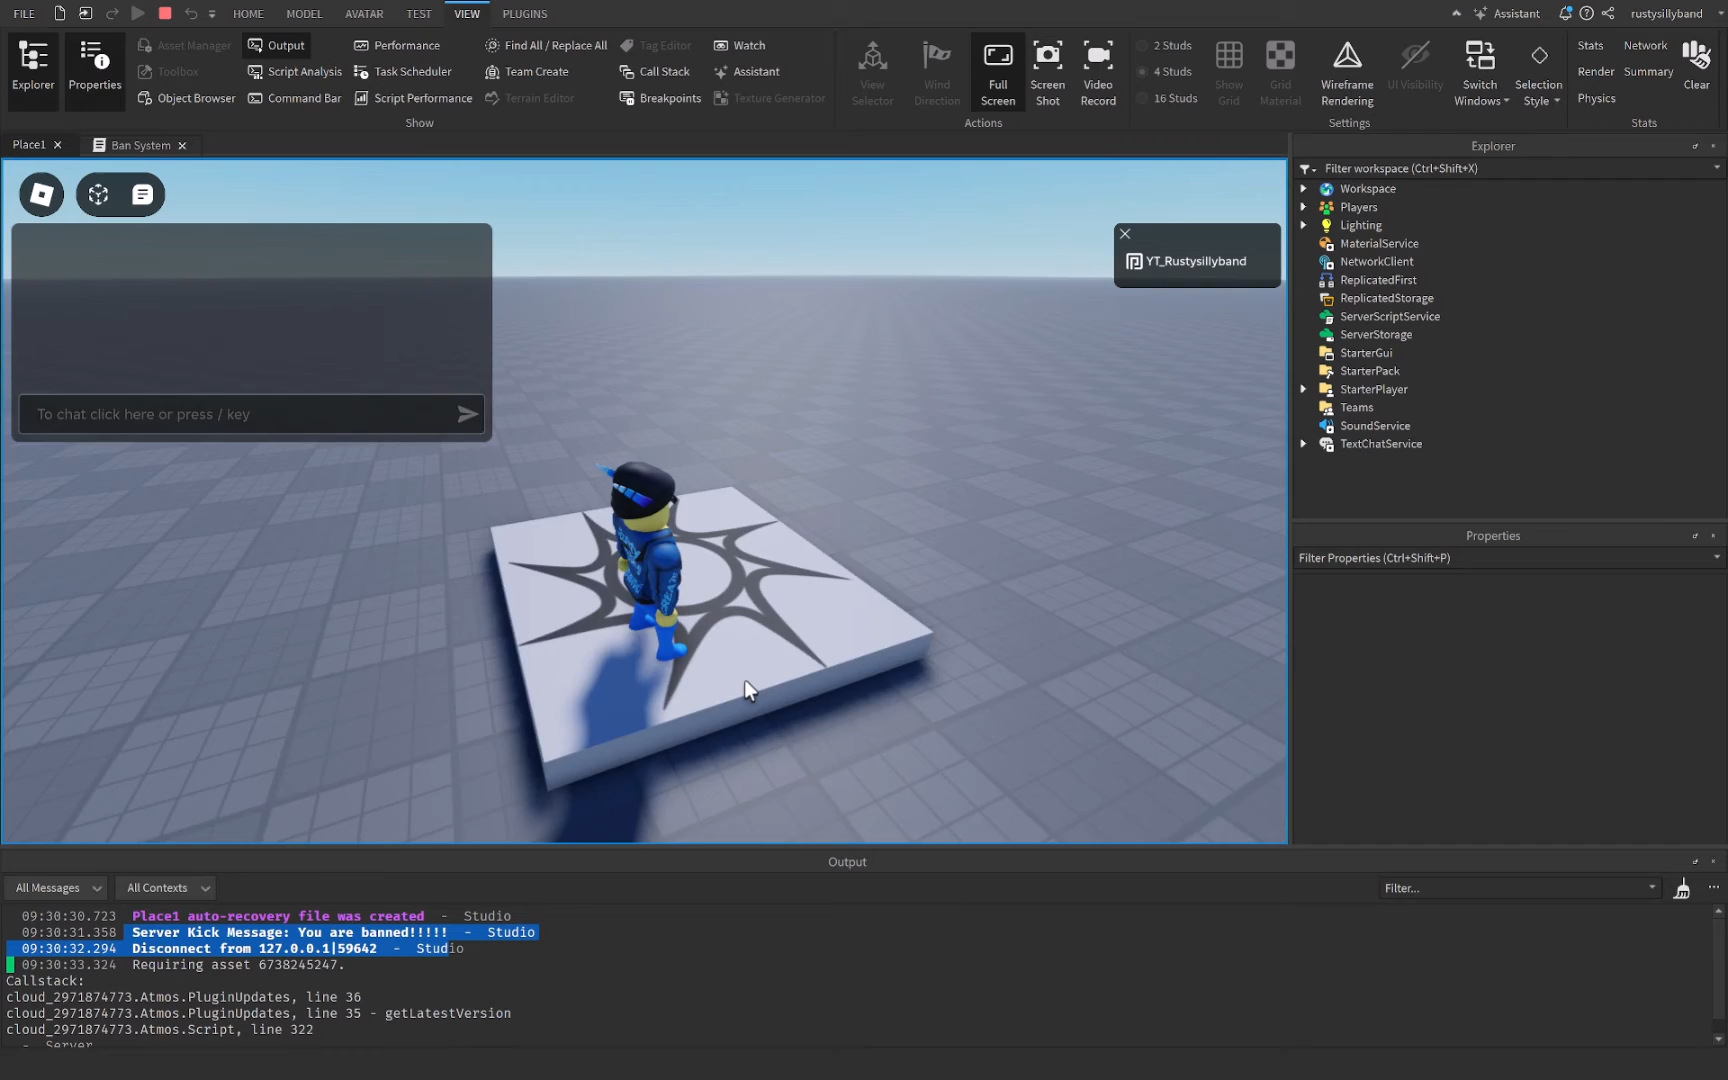 FILE HOME MODEL AVATAR TEST VIEW PLUGINS Assistant rustysillyband
Explorer
Properties
Asset Manager
Toolbox
Object Browser
Output
Script Analysis
Command Bar
Performance
Task Scheduler
Script Performance
Find All / Replace All
Team Create
Terrain Editor
Tag Editor
Call Stack
Breakpoints
Watch
Assistant
Texture Generator
Show
View
Selector
Wind
Direction
Full
Screen
Screen
Shot
Video
Record
Actions
2 Studs
4 Studs
16 Studs
Show
Grid
Grid
Material
Wireframe
Rendering
UI Visibility
Switch
Windows
Selection
Style
Settings
Stats
Render
Physics
Network
Summary
Clear
Stats
Place1
Ban System
To chat click here or press / key
YT_Rustysillyband
Explorer
Filter workspace (Ctrl+Shift+X)
Workspace
Players
Lighting
MaterialService
NetworkClient
ReplicatedFirst
ReplicatedStorage
ServerScriptService
ServerStorage
StarterGui
StarterPack
StarterPlayer
Teams
SoundService
TextChatService
Properties
Filter Properties (Ctrl+Shift+P)
Output
All Messages
All Contexts
Filter...
09:30:30.723 Place1 auto-recovery file was created - Studio
09:30:31.358 Server Kick Message: You are banned!!!!! - Studio
09:30:32.294 Disconnect from 127.0.0.1|59642 - Studio
09:30:33.324 Requiring asset 6738245247.
Callstack:
cloud_2971874773.Atmos.PluginUpdates, line 36
cloud_2971874773.Atmos.PluginUpdates, line 35 - getLatestVersion
cloud_2971874773.Atmos.Script, line 322
- Server